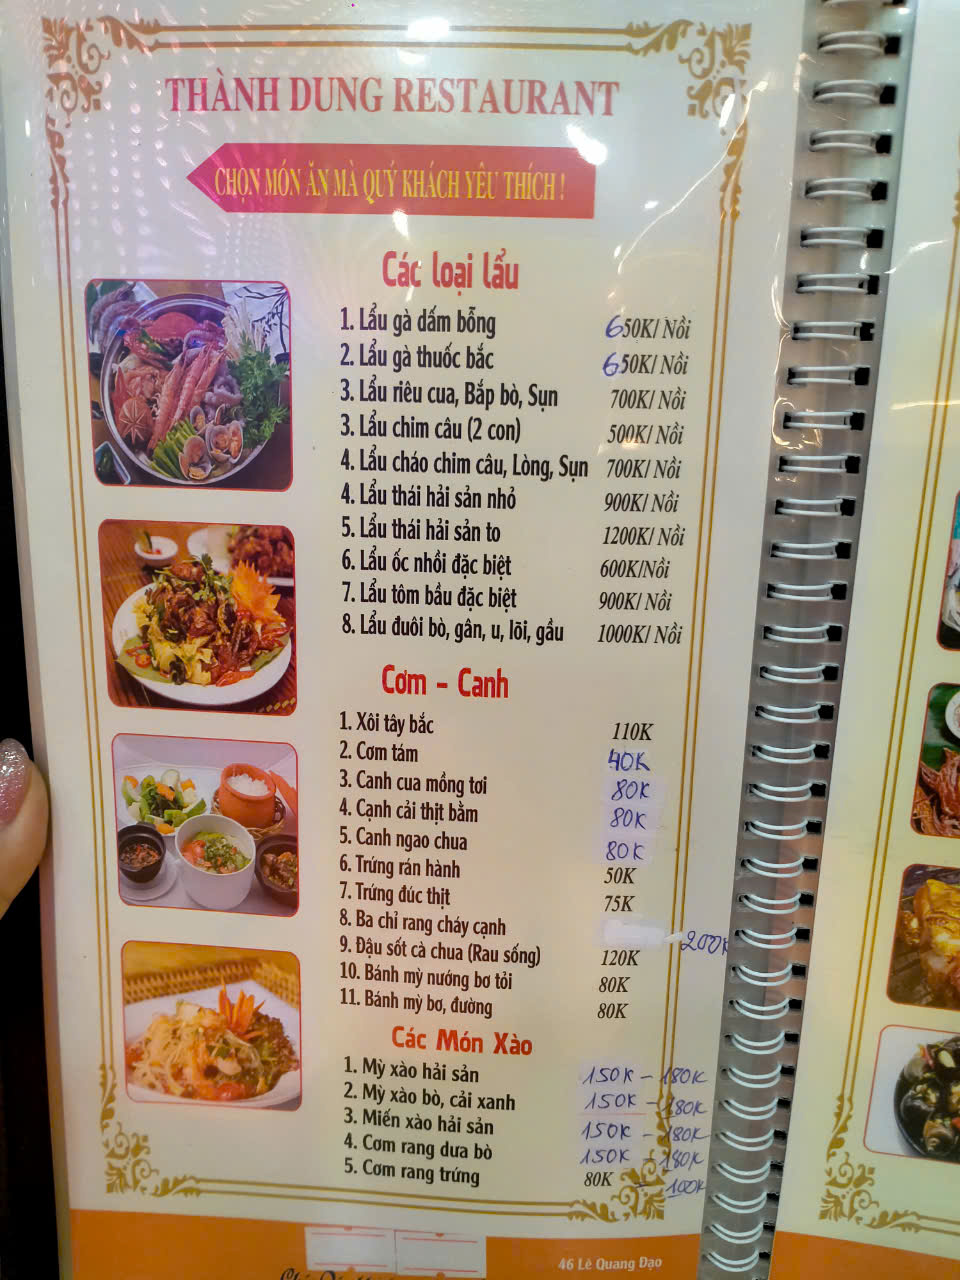 THÀNH DUNG RESTAURANT
CHỌN MÓN ĂN MÀ QUÝ KHÁCH YÊU THÍCH !
Các loại lẩu
1. Lẩu gà dấm bỗng 650K/ Nồi
2. Lẩu gà thuốc bắc 650K/ Nồi
3. Lẩu riêu cua, Bắp bò, Sụn 700K/ Nồi
3. Lẩu chim câu (2 con) 500K/ Nồi
4. Lẩu cháo chim câu, Lòng, Sụn 700K/ Nồi
4. Lẩu thái hải sản nhỏ 900K/ Nồi
5. Lẩu thái hải sản to 1200K/ Nồi
6. Lẩu ốc nhồi đặc biệt 600K/Nồi
7. Lẩu tôm bầu đặc biệt 900K/ Nồi
8. Lẩu đuôi bò, gân, u, lõi, gầu 1000K/ Nồi
Cơm - Canh
1. Xôi tây bắc 110K
2. Cơm tám 40K
3. Canh cua mồng tơi 80K
4. Cạnh cải thịt bằm 80K
5. Canh ngao chua 80K
6. Trứng rán hành 50K
7. Trứng đúc thịt 75K
8. Ba chỉ rang cháy cạnh 200K
9. Đậu sốt cà chua (Rau sống) 120K
10. Bánh mỳ nướng bơ tỏi 80K
11. Bánh mỳ bơ, đường 80K
Các Món Xào
1. Mỳ xào hải sản 150K - 180K
2. Mỳ xào bò, cải xanh 150K - 180K
3. Miến xào hải sản 150K - 180K
4. Cơm rang dưa bò 150K - 180K
5. Cơm rang trứng 80K - 100K
46 Lê Quang Đạo